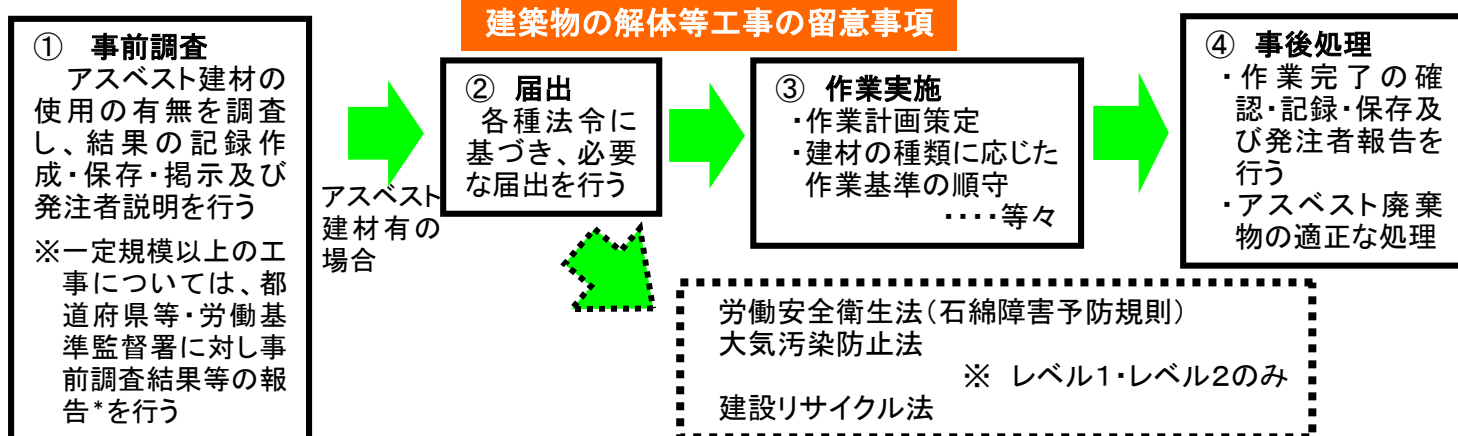 建築物の解体等工事の留意事項
① 事前調査
アスベスト建材の
使用の有無を調査
し、結果の記録作
成・保存・掲示及び
発注者説明を行う
※一定規模以上の工
事については、都
道府県等・労働基
準監督署に対し事
前調査結果等の報
告*を行う
アスベスト
建材有の
場合
② 届出
各種法令に
基づき、必要
な届出を行う
③ 作業実施
・作業計画策定
・建材の種類に応じた
作業基準の順守
・・・・等々
④ 事後処理
・作業完了の確
認・記録・保存及
び発注者報告を
行う
・アスベスト廃棄
物の適正な処理
労働安全衛生法(石綿障害予防規則)
大気汚染防止法
※ レベル1・レベル2のみ
建設リサイクル法